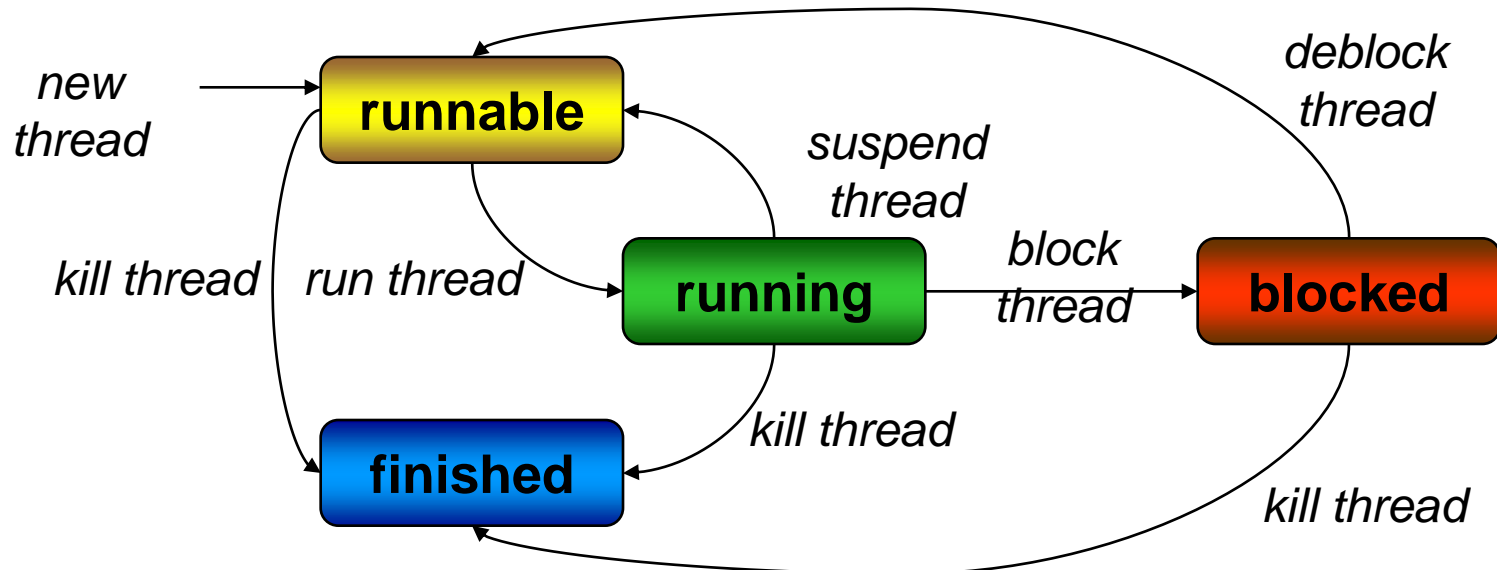 new
thread
runnable
deblock
thread
suspend
thread
kill thread
run thread
running
block
thread
blocked
finished
kill thread
kill thread